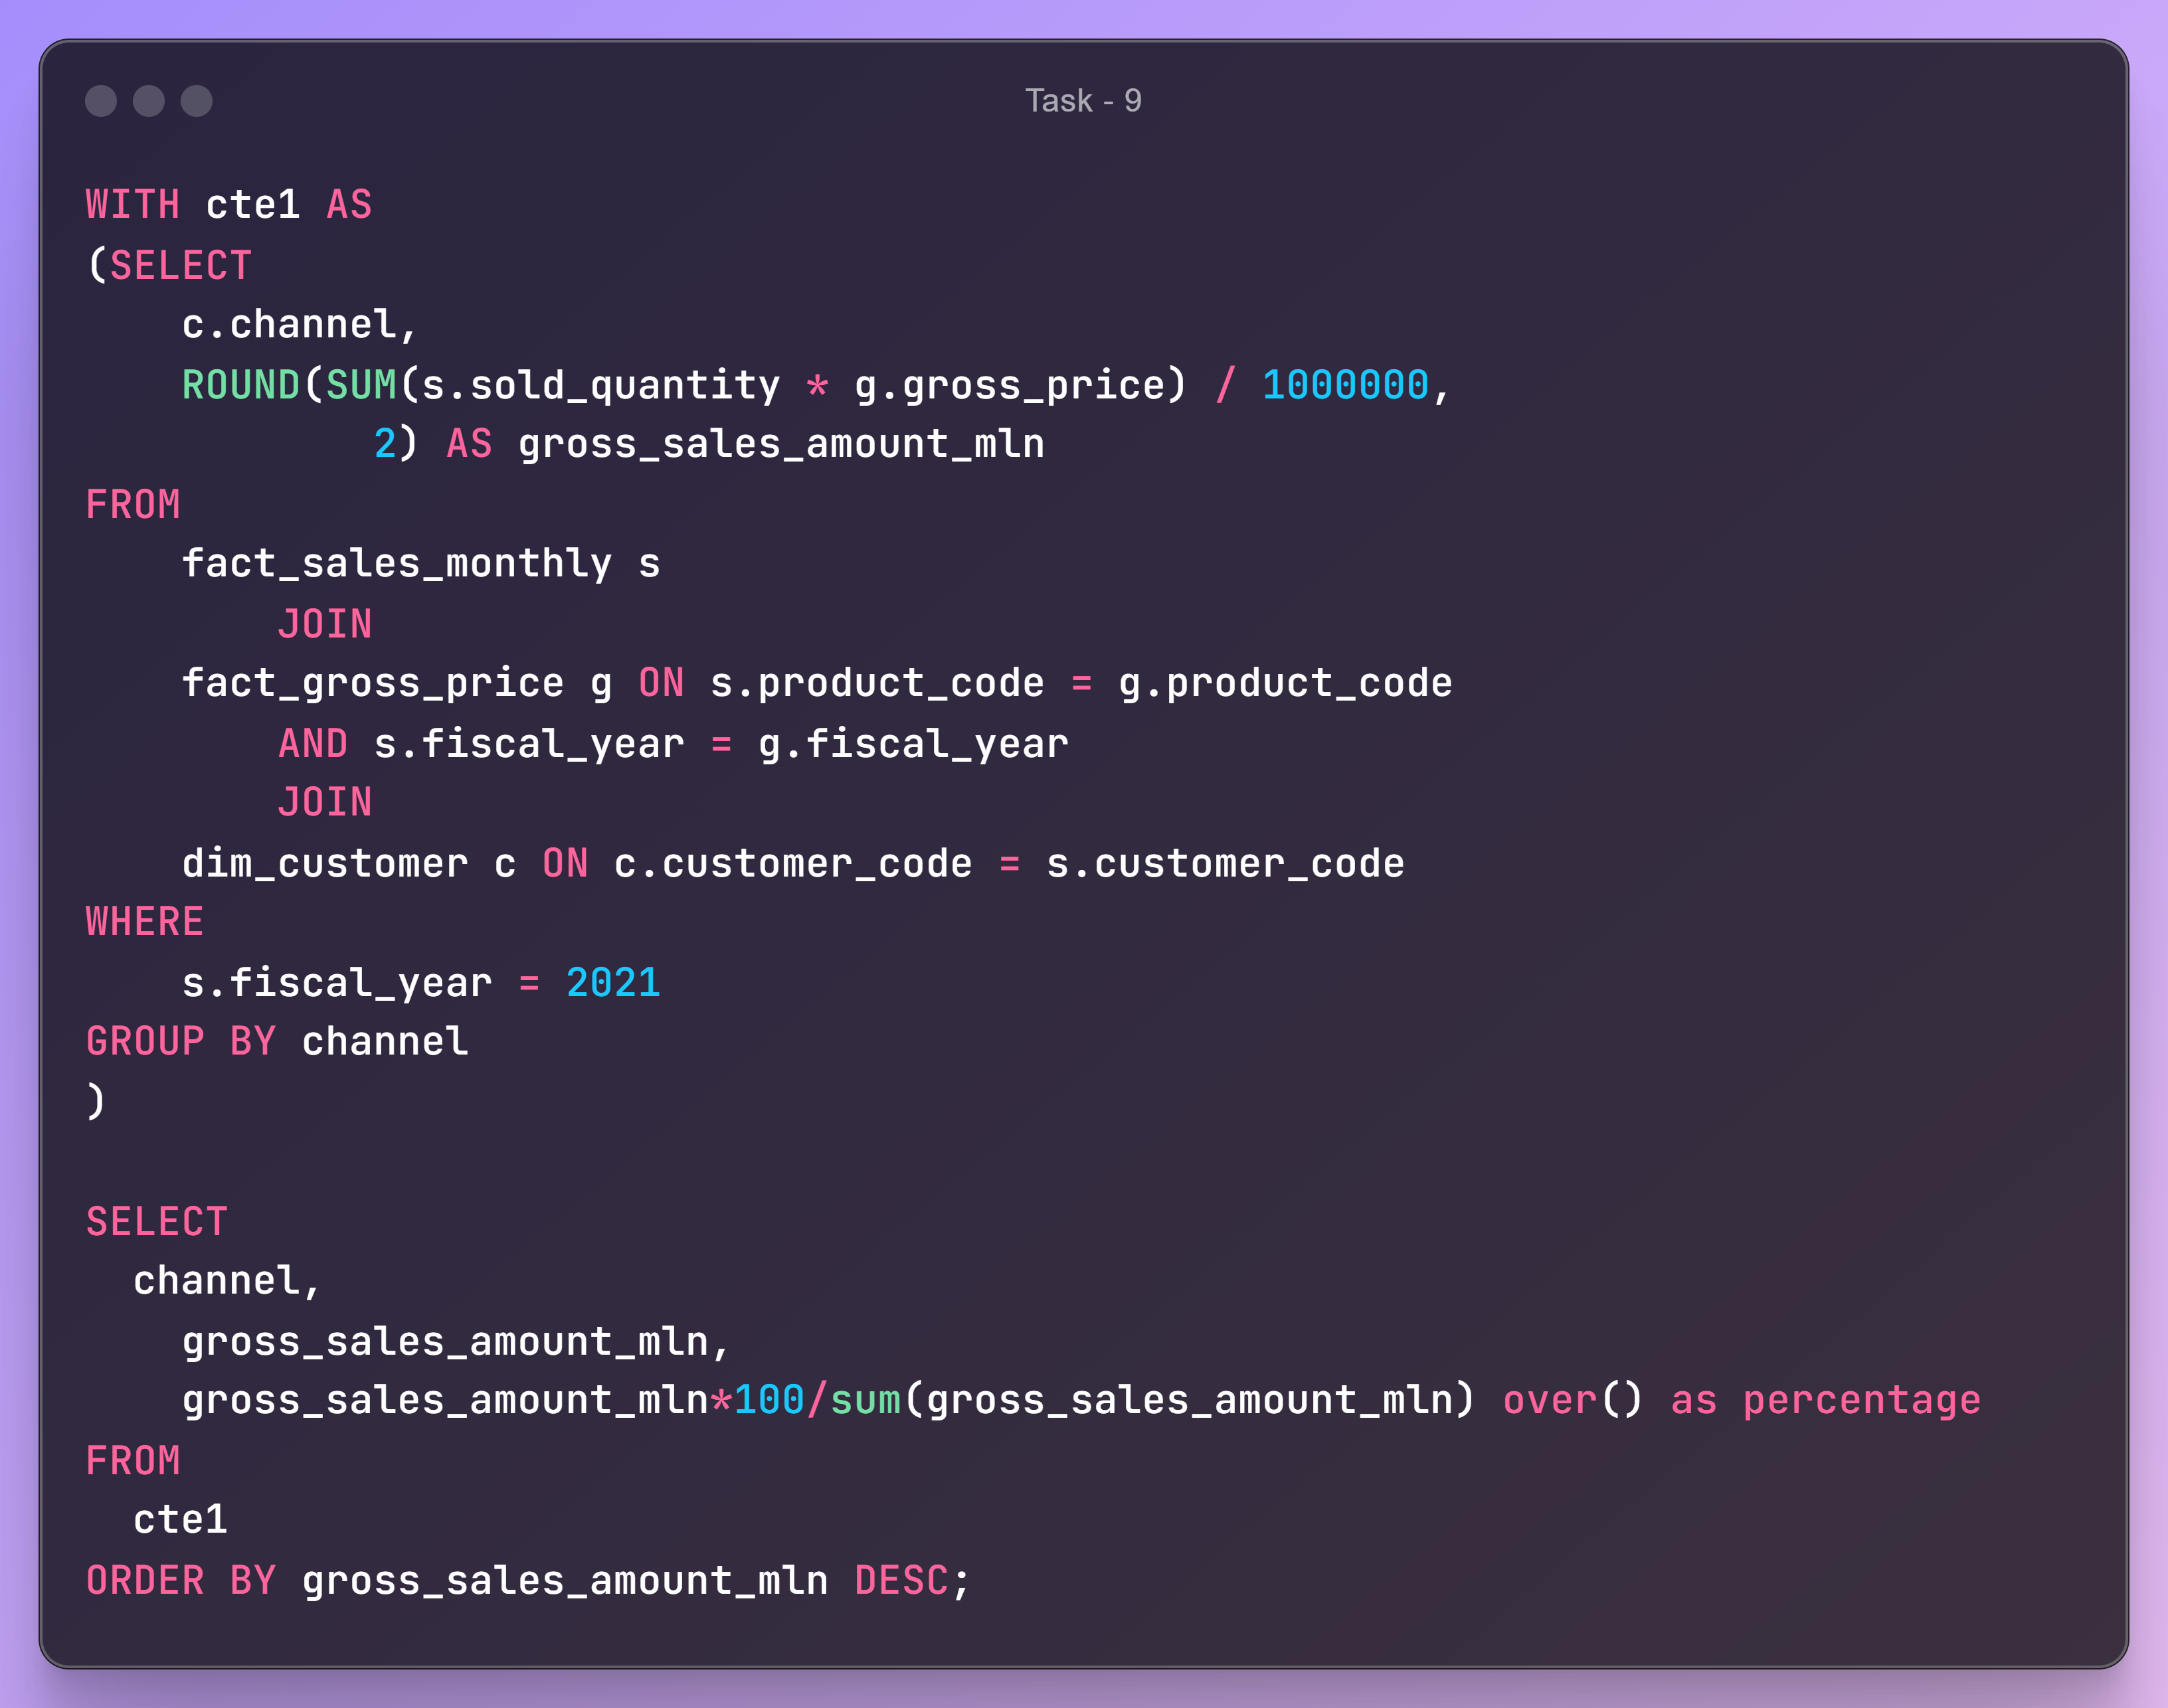 Task - 9
WITH cte1 AS
(SELECT
    c.channel,
    ROUND(SUM(s.sold_quantity * g.gross_price) / 1000000,
            2) AS gross_sales_amount_mln
FROM
    fact_sales_monthly s
        JOIN
    fact_gross_price g ON s.product_code = g.product_code
        AND s.fiscal_year = g.fiscal_year
        JOIN
    dim_customer c ON c.customer_code = s.customer_code
WHERE
    s.fiscal_year = 2021
GROUP BY channel
)
SELECT
  channel,
    gross_sales_amount_mln,
    gross_sales_amount_mln*100/sum(gross_sales_amount_mln) over() as percentage
FROM
  cte1
ORDER BY gross_sales_amount_mln DESC;